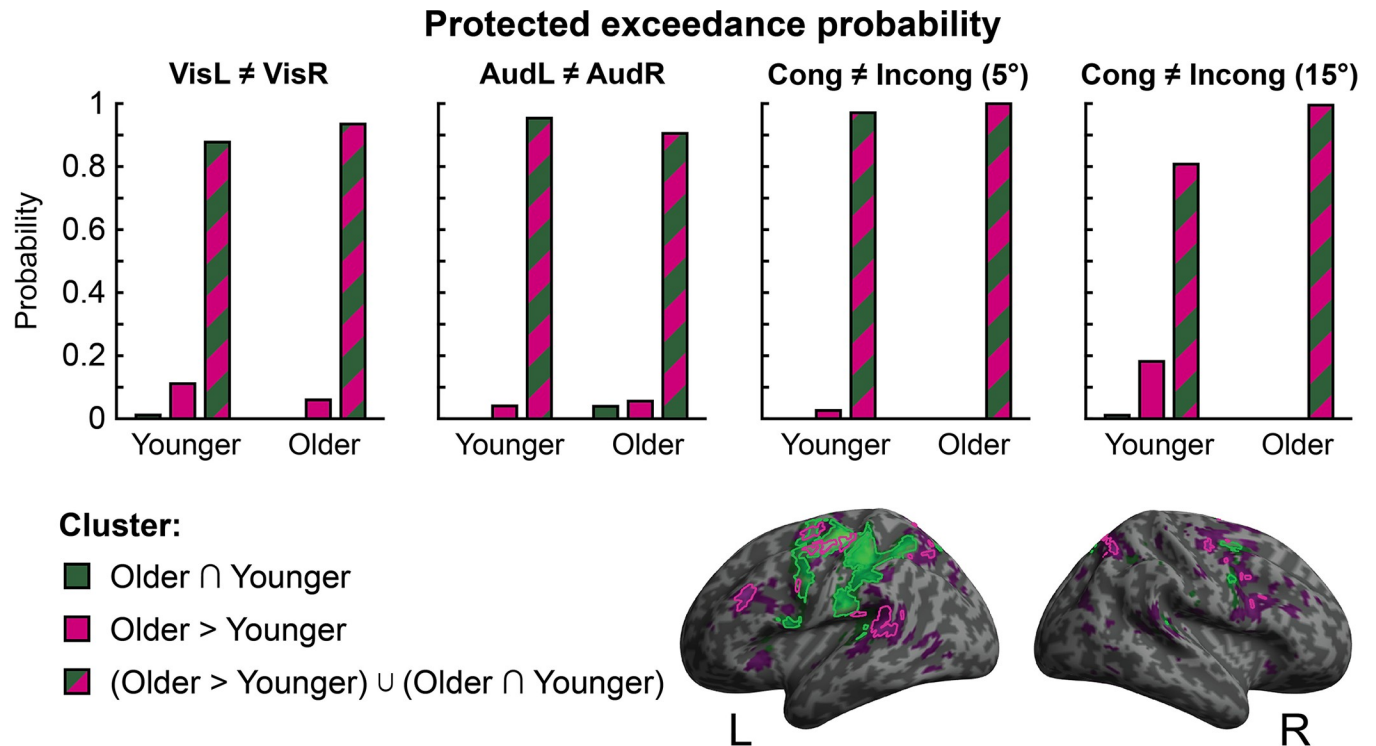 Protected exceedance probability
VisL ≠ VisR
AudL ≠ AudR
Cong ≠ Incong (5°)
Cong ≠ Incong (15°)
Probability
1
0.8
0.6
0.4
0.2
0
Younger Older
Younger Older
Younger Older
Younger Older
Cluster:
Older ∩ Younger
Older > Younger
(Older > Younger) ∪ (Older ∩ Younger)
L
R